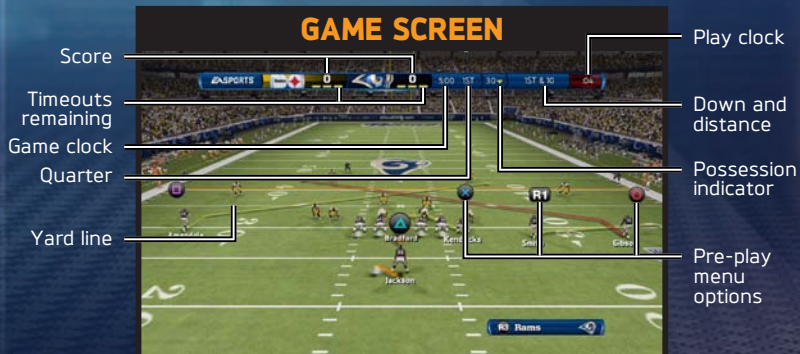 GAME SCREEN
Score
Timeouts
remaining
Game clock
Quarter
Yard line
Play clock
Down and
distance
Possession
indicator
Pre-play
menu
options
EA SPORTS
0
0
5:00
1ST
30
1ST & 10
:04
R1
Bradford
Kendricks
Smith
Gibson
Jackson
R3 Rams